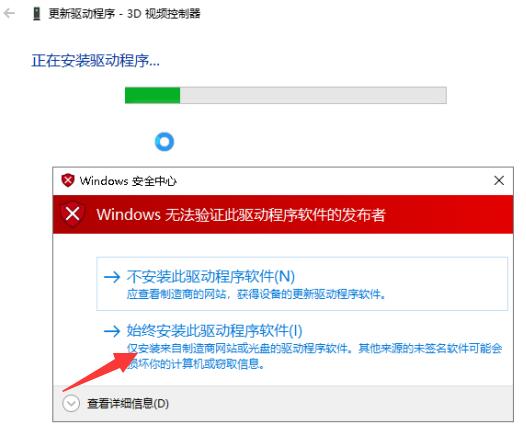 更新驱动程序 - 3D 视频控制器
正在安装驱动程序...
Windows 安全中心
Windows 无法验证此驱动程序软件的发布者
不安装此驱动程序软件(N)
应查看制造商的网站，获得设备的更新驱动程序软件。
始终安装此驱动程序软件(I)
仅安装来自制造商网站或光盘的驱动程序软件。其他来源的未签名软件可能会
损坏你的计算机或窃取信息。
查看详细信息(D)